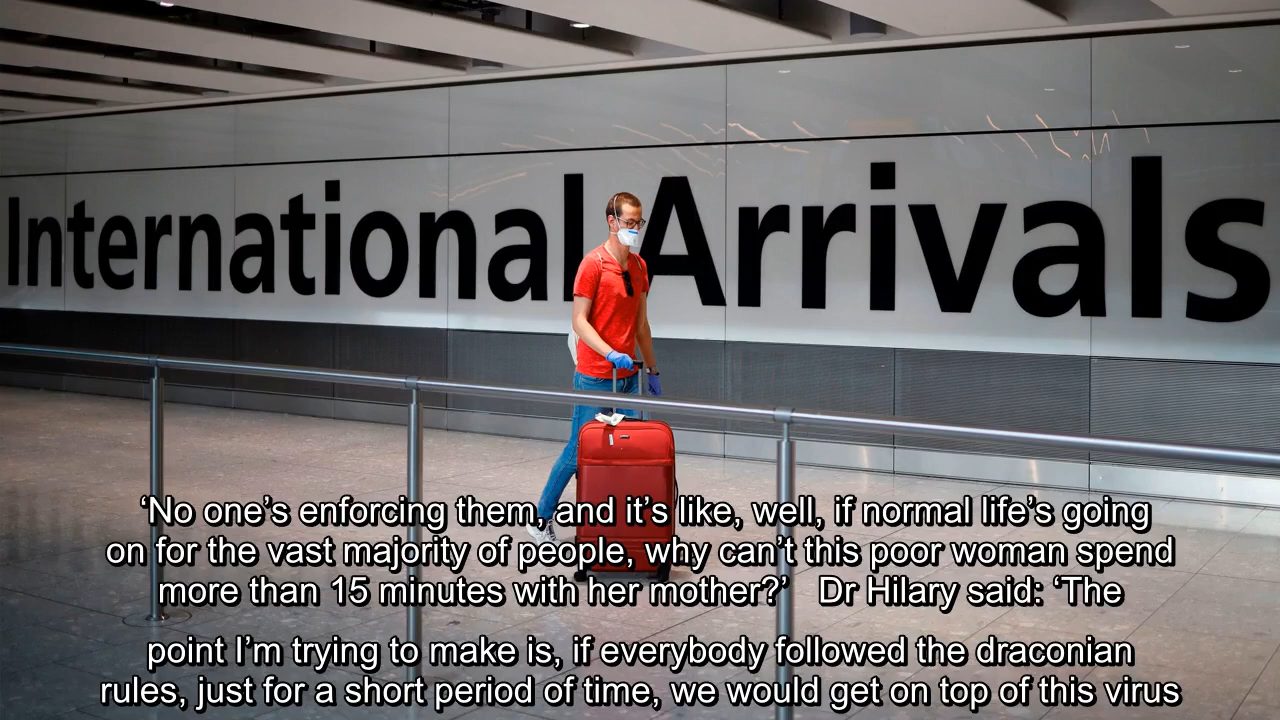 International Arrivals
‘No one’s enforcing them, and it’s like, well, if normal life’s going
on for the vast majority of people, why can’t this poor woman spend
more than 15 minutes with her mother?’ Dr Hilary said: ‘The
point I’m trying to make is, if everybody followed the draconian
rules, just for a short period of time, we would get on top of this virus